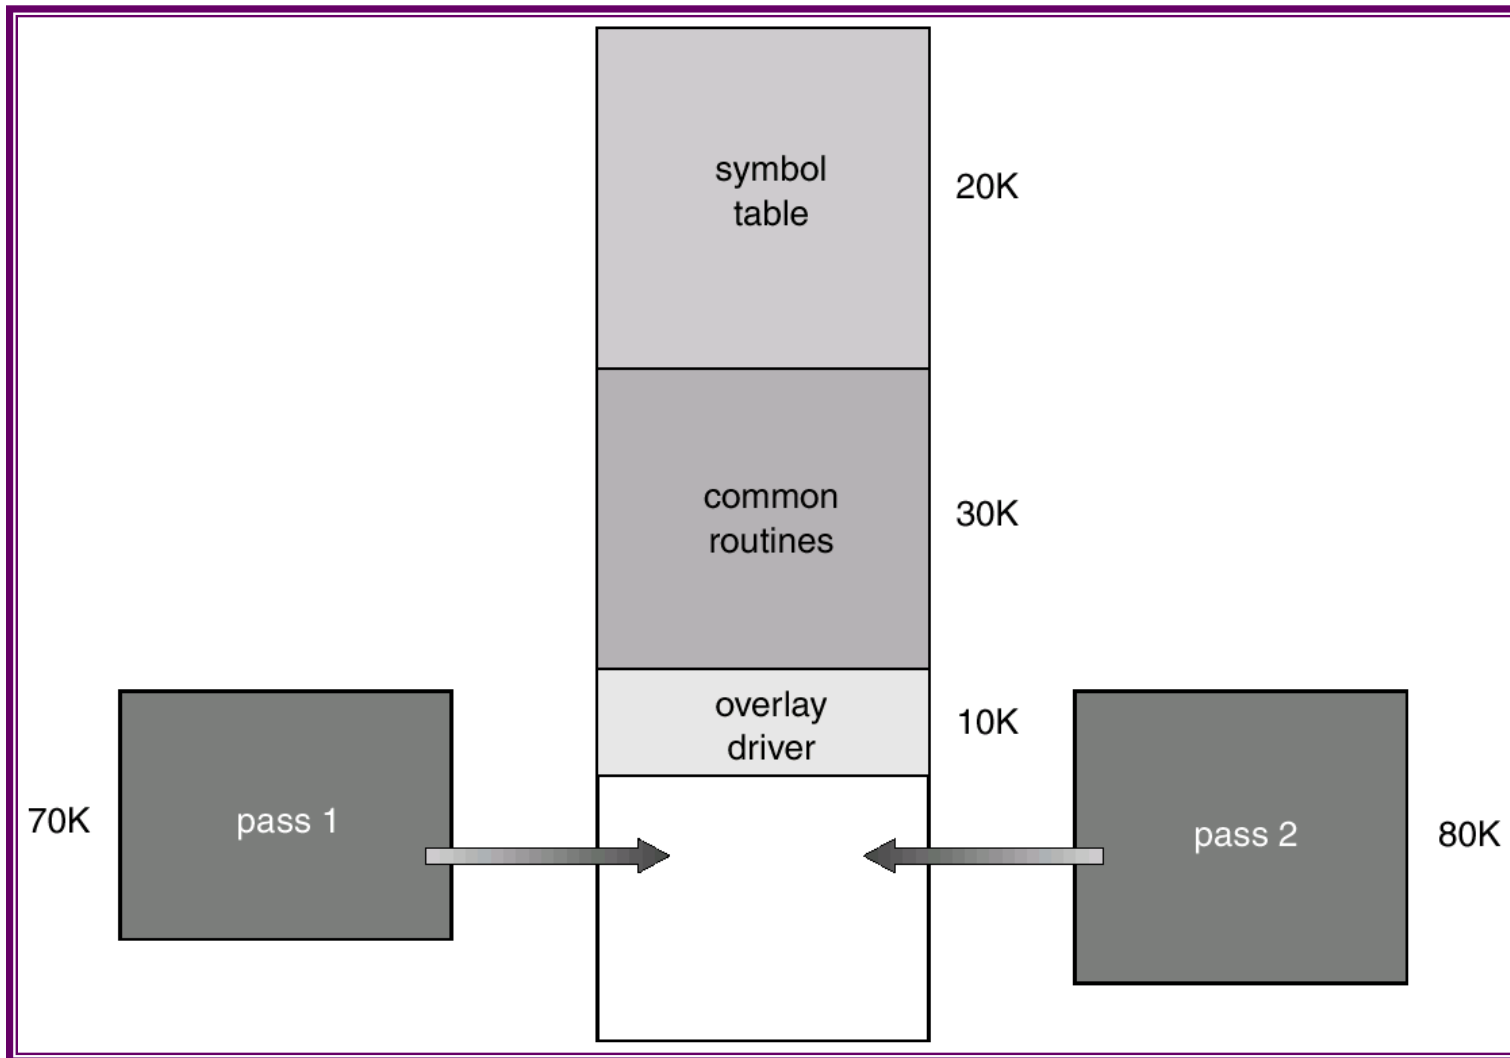 symbol
table
20K
common
routines
30K
overlay
driver
10K
70K
pass 1
pass 2
80K